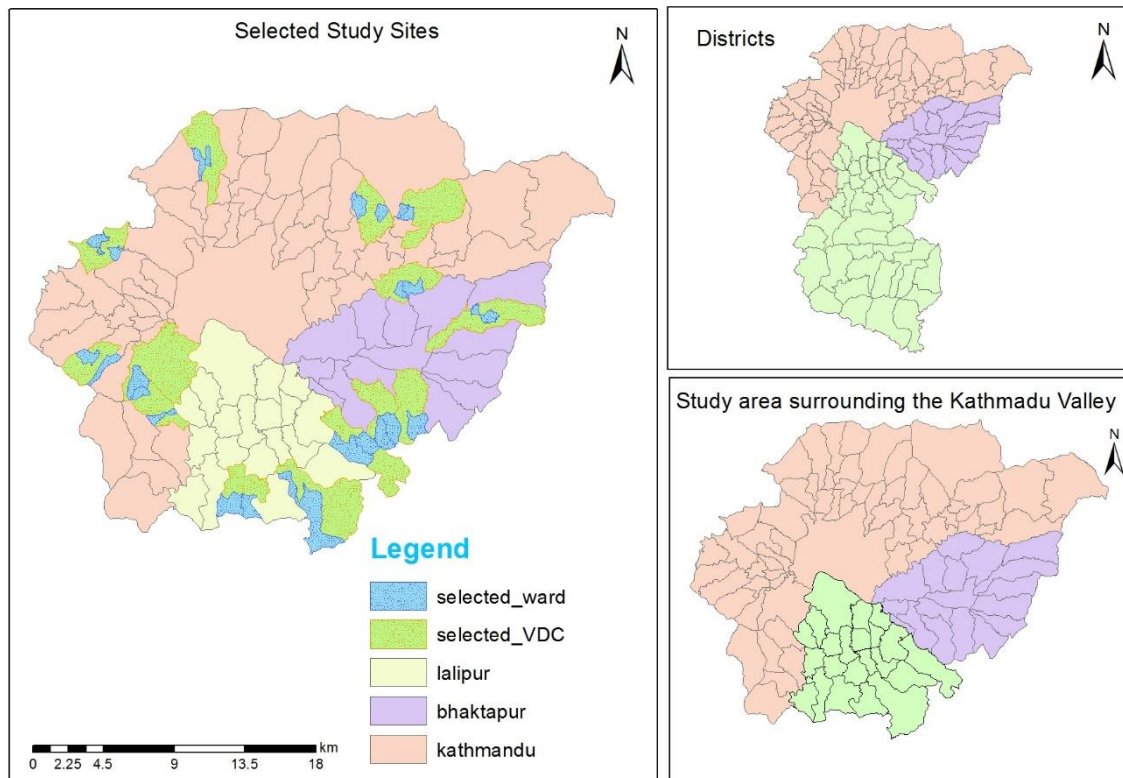 Selected Study Sites
N
Legend
selected_ward
selected_VDC
lalipur
bhaktapur
kathmandu
km
0 2.25 4.5 9 13.5 18
Districts
N
Study area surrounding the Kathmadu Valley
N